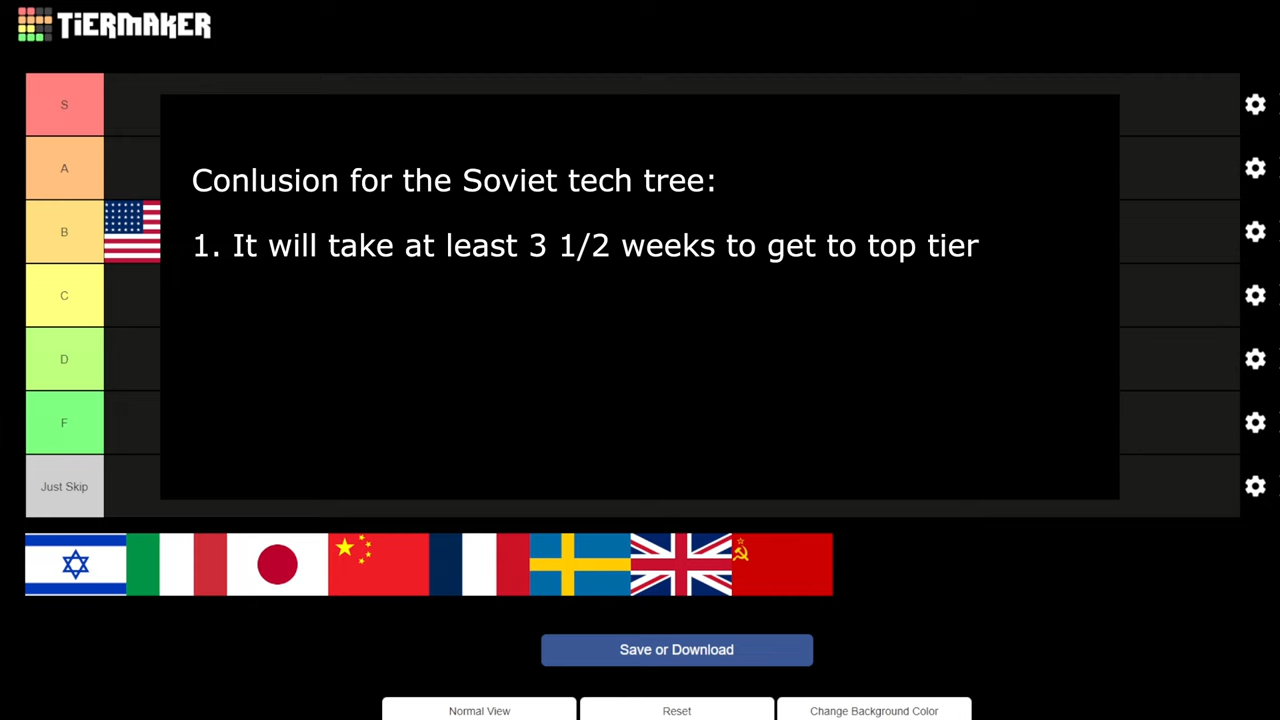 TiERMAKER
S
A
B
C
D
F
Just Skip
Conlusion for the Soviet tech tree:
1. It will take at least 3 1/2 weeks to get to top tier
Save or Download
Normal View
Reset
Change Background Color